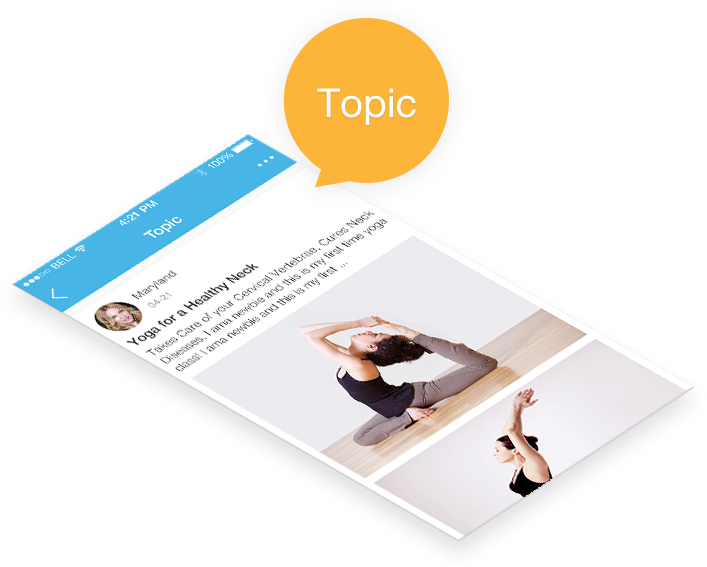 Topic
BELL 4:21 PM 100%
Topic
Maryland
04-21
Yoga for a Healthy Neck
Takes Care of your Cervical Vertebrae, Cures Neck
Diseases, I ama newbie and this is my first time yoga
class! I ama newbie and this is my first ...